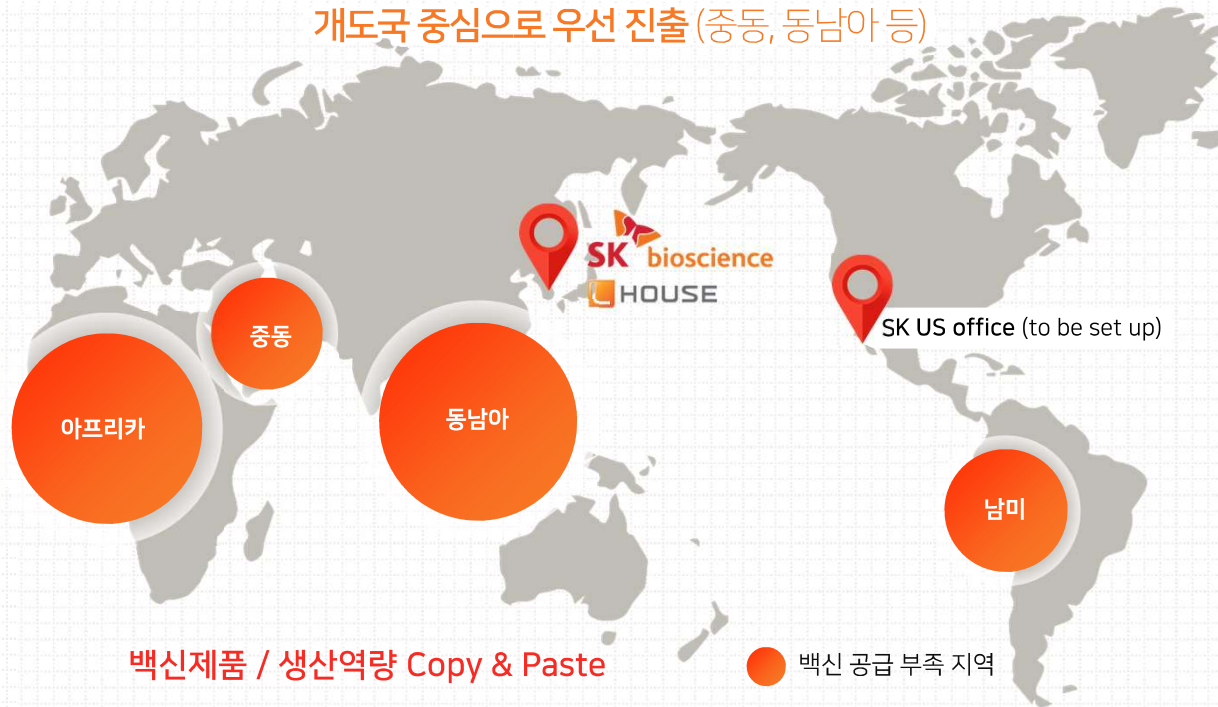 개도국 중심으로 우선 진출 (중동, 동남아 등)
SK bioscience
L HOUSE
SK US office (to be set up)
중동
아프리카
동남아
남미
백신제품 / 생산역량 Copy & Paste
백신 공급 부족 지역